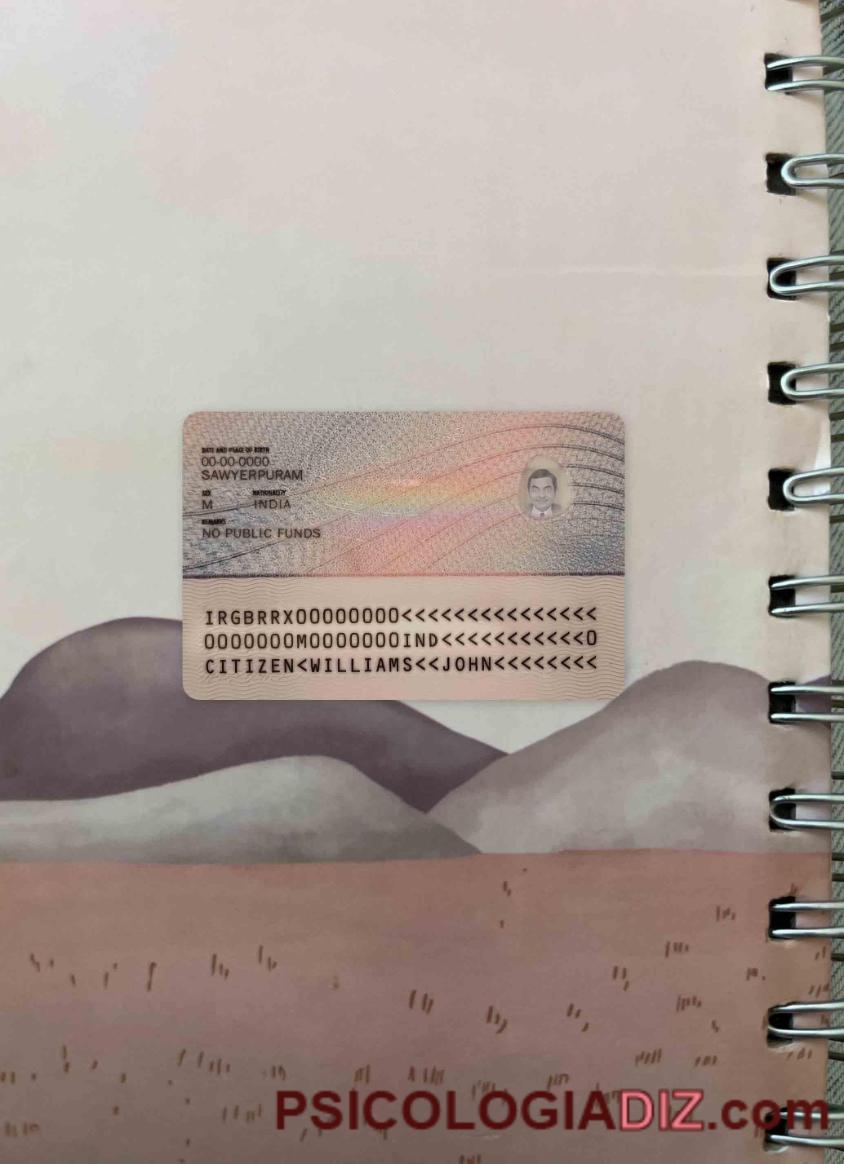 DATE AND PLACE OF BIRTH
00-00-0000
SAWYERPURAM
SEX NATIONALITY
M INDIA
REMARKS
NO PUBLIC FUNDS
IRGBRRX00000000<<<<<<<<<<<<<<<
0000000M0000000IND<<<<<<<<<<<0
CITIZEN<WILLIAMS<<JOHN<<<<<<<<
PSICOLOGIADIZ.com